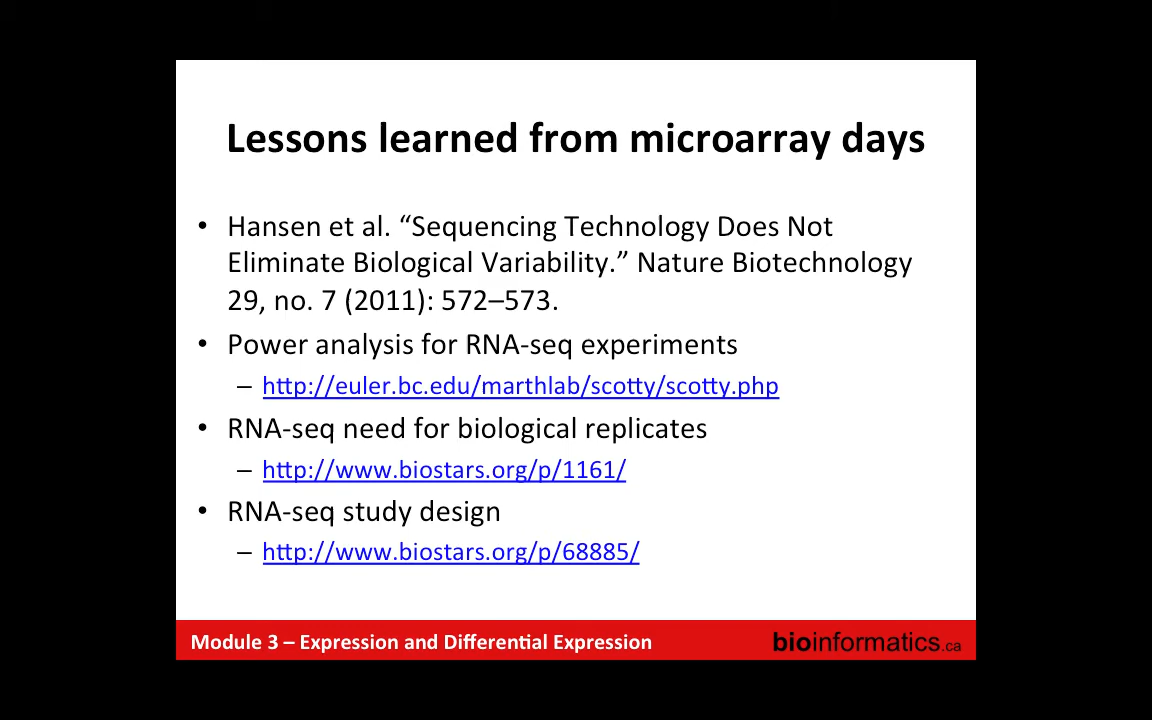 Lessons learned from microarray days
• Hansen et al. “Sequencing Technology Does Not
Eliminate Biological Variability.” Nature Biotechnology
29, no. 7 (2011): 572–573.
• Power analysis for RNA-seq experiments
– http://euler.bc.edu/marthlab/scotty/scotty.php
• RNA-seq need for biological replicates
– http://www.biostars.org/p/1161/
• RNA-seq study design
– http://www.biostars.org/p/68885/
Module 3 – Expression and Differential Expression
bioinformatics.ca